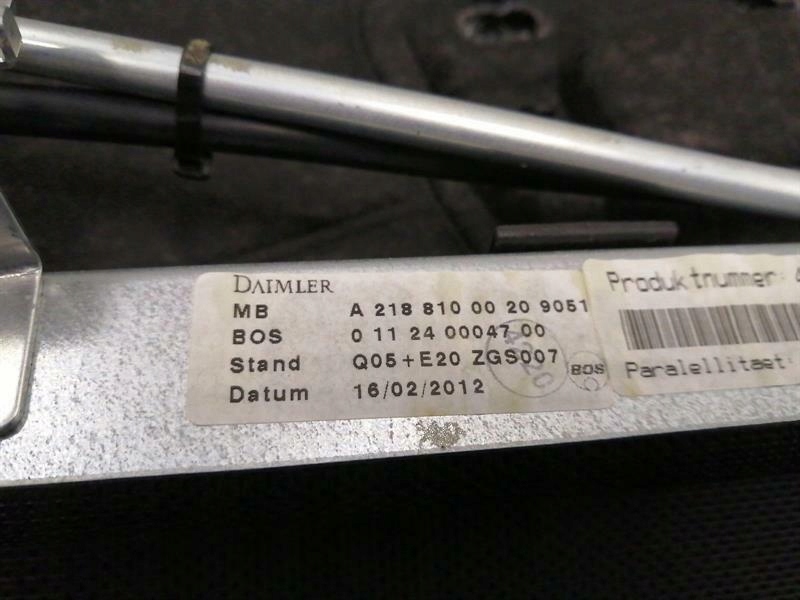 DAIMLER
MB A 218 810 00 20 9051
BOS 0 11 24 00047 00
Stand Q05+E20 ZGS007
Datum 16/02/2012
4220
BOS
Produktnummer:
Paralellitaet: